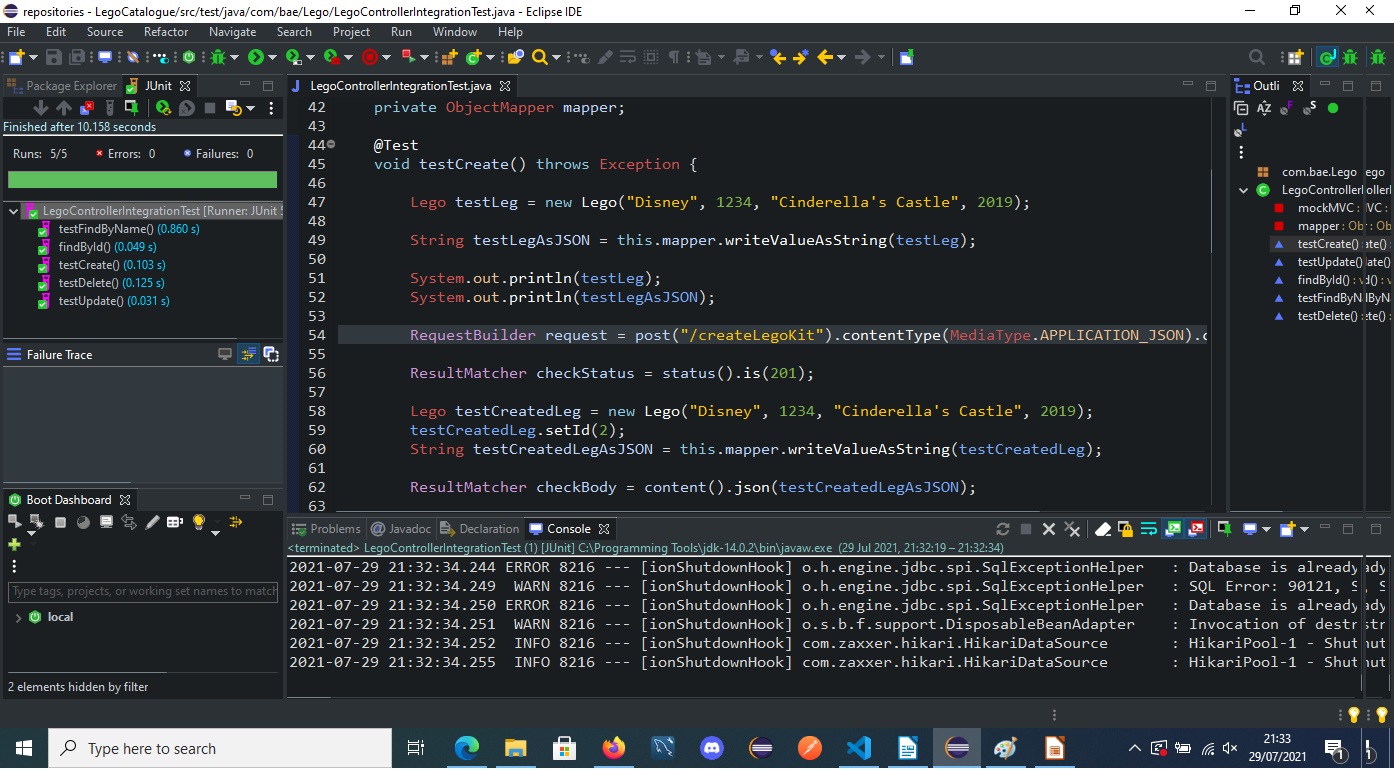 repositories - LegoCatalogue/src/test/java/com/bae/Lego/LegoControllerIntegrationTest.java - Eclipse IDE
File Edit Source Refactor Navigate Search Project Run Window Help
Package Explorer JUnit
Finished after 10.158 seconds
Runs: 5/5 Errors: 0 Failures: 0
LegoControllerIntegrationTest [Runner: JUnit 5
testFindByName() (0.860 s)
findById() (0.049 s)
testCreate() (0.103 s)
testDelete() (0.125 s)
testUpdate() (0.031 s)
Failure Trace
Boot Dashboard
Type tags, projects, or working set names to match
local
2 elements hidden by filter
LegoControllerIntegrationTest.java
42 private ObjectMapper mapper;
43
44 @Test
45 void testCreate() throws Exception {
46
47 Lego testLeg = new Lego("Disney", 1234, "Cinderella's Castle", 2019);
48
49 String testLegAsJSON = this.mapper.writeValueAsString(testLeg);
50
51 System.out.println(testLeg);
52 System.out.println(testLegAsJSON);
53
54 RequestBuilder request = post("/createLegoKit").contentType(MediaType.APPLICATION_JSON).c
55
56 ResultMatcher checkStatus = status().is(201);
57
58 Lego testCreatedLeg = new Lego("Disney", 1234, "Cinderella's Castle", 2019);
59 testCreatedLeg.setId(2);
60 String testCreatedLegAsJSON = this.mapper.writeValueAsString(testCreatedLeg);
61
62 ResultMatcher checkBody = content().json(testCreatedLegAsJSON);
63
Problems Javadoc Declaration Console
<terminated> LegoControllerIntegrationTest (1) [JUnit] C:\Programming Tools\jdk-14.0.2\bin\javaw.exe (29 Jul 2021, 21:32:19 – 21:32:34)
2021-07-29 21:32:34.244 ERROR 8216 --- [ionShutdownHook] o.h.engine.jdbc.spi.SqlExceptionHelper : Database is already
2021-07-29 21:32:34.249 WARN 8216 --- [ionShutdownHook] o.h.engine.jdbc.spi.SqlExceptionHelper : SQL Error: 90121, S
2021-07-29 21:32:34.250 ERROR 8216 --- [ionShutdownHook] o.h.engine.jdbc.spi.SqlExceptionHelper : Database is already
2021-07-29 21:32:34.251 WARN 8216 --- [ionShutdownHook] o.s.b.f.support.DisposableBeanAdapter : Invocation of destr
2021-07-29 21:32:34.252 INFO 8216 --- [ionShutdownHook] com.zaxxer.hikari.HikariDataSource : HikariPool-1 - Shut
2021-07-29 21:32:34.255 INFO 8216 --- [ionShutdownHook] com.zaxxer.hikari.HikariDataSource : HikariPool-1 - Shut
Outli
com.bae.Lego
LegoController
mockMVC :
mapper : Ob
testCreate() :
testUpdate()
findById() :
testFindByN
testDelete() :
Type here to search
21:33
29/07/2021